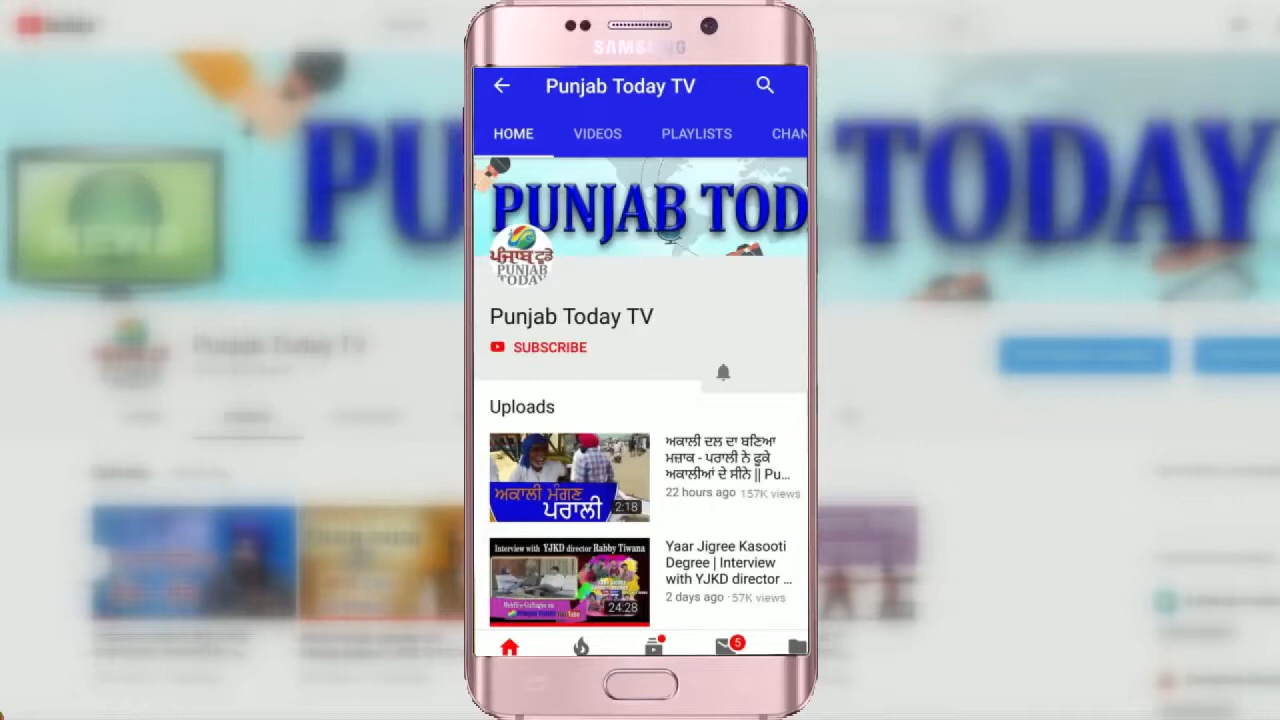 SAMSUNG
Punjab Today TV
HOME VIDEOS PLAYLISTS CHAN
PUNJAB TOD
ਪੰਜਾਬ ਟੂਡੇ
PUNJAB
TODAY
Punjab Today TV
SUBSCRIBE
Uploads
ਅਕਾਲੀ ਮੰਗਣ
ਪਰਾਲੀ
2:18
ਅਕਾਲੀ ਦਲ ਦਾ ਬਣਿਆ
ਮਜ਼ਾਕ - ਪਰਾਲੀ ਨੂੰ ਫੂਕੇ
ਅਕਾਲੀਆਂ ਦੇ ਸੀਨੇ || Pu...
22 hours ago 157K views
Interview with YJKD director Rabby Tiwana
24:28
Yaar Jigree Kasooti
Degree | Interview
with YJKD director ...
2 days ago · 57K views
5
PU
TODAY
Punjab Today TV